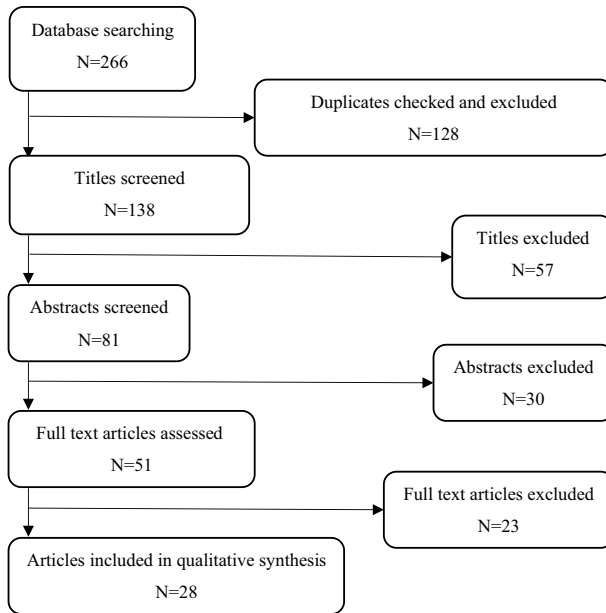 Database searching
N=266
Duplicates checked and excluded
N=128
Titles screened
N=138
Titles excluded
N=57
Abstracts screened
N=81
Abstracts excluded
N=30
Full text articles assessed
N=51
Full text articles excluded
N=23
Articles included in qualitative synthesis
N=28